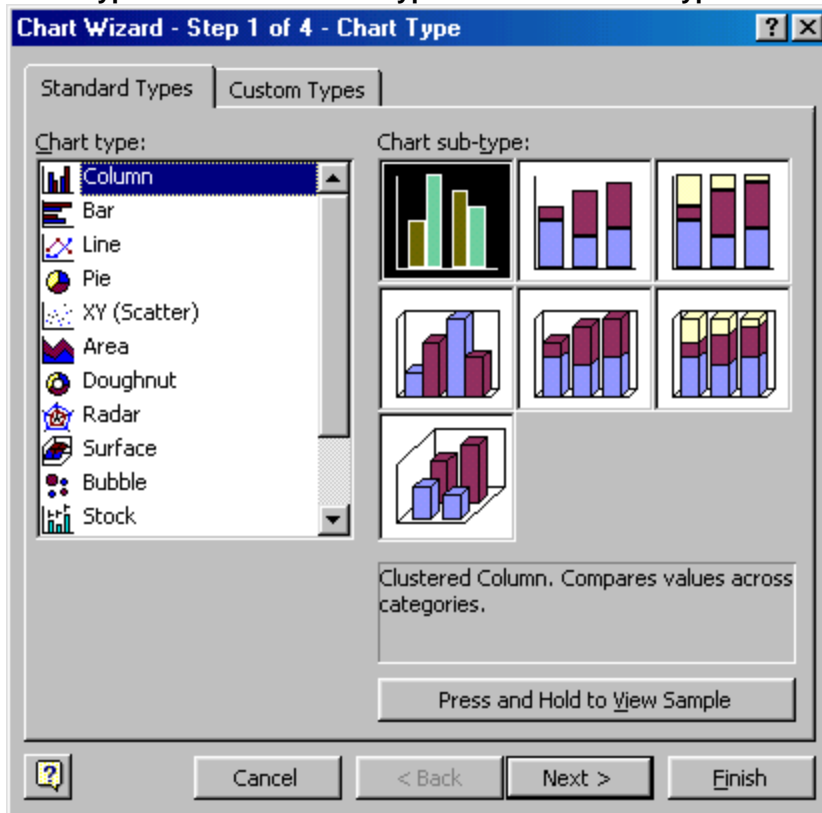 Chart Wizard - Step 1 of 4 - Chart Type
Standard Types
Custom Types
Chart type:
Column
Bar
Line
Pie
XY (Scatter)
Area
Doughnut
Radar
Surface
Bubble
Stock
Chart sub-type:
Clustered Column. Compares values across
categories.
Press and Hold to View Sample
Cancel
< Back
Next >
Finish